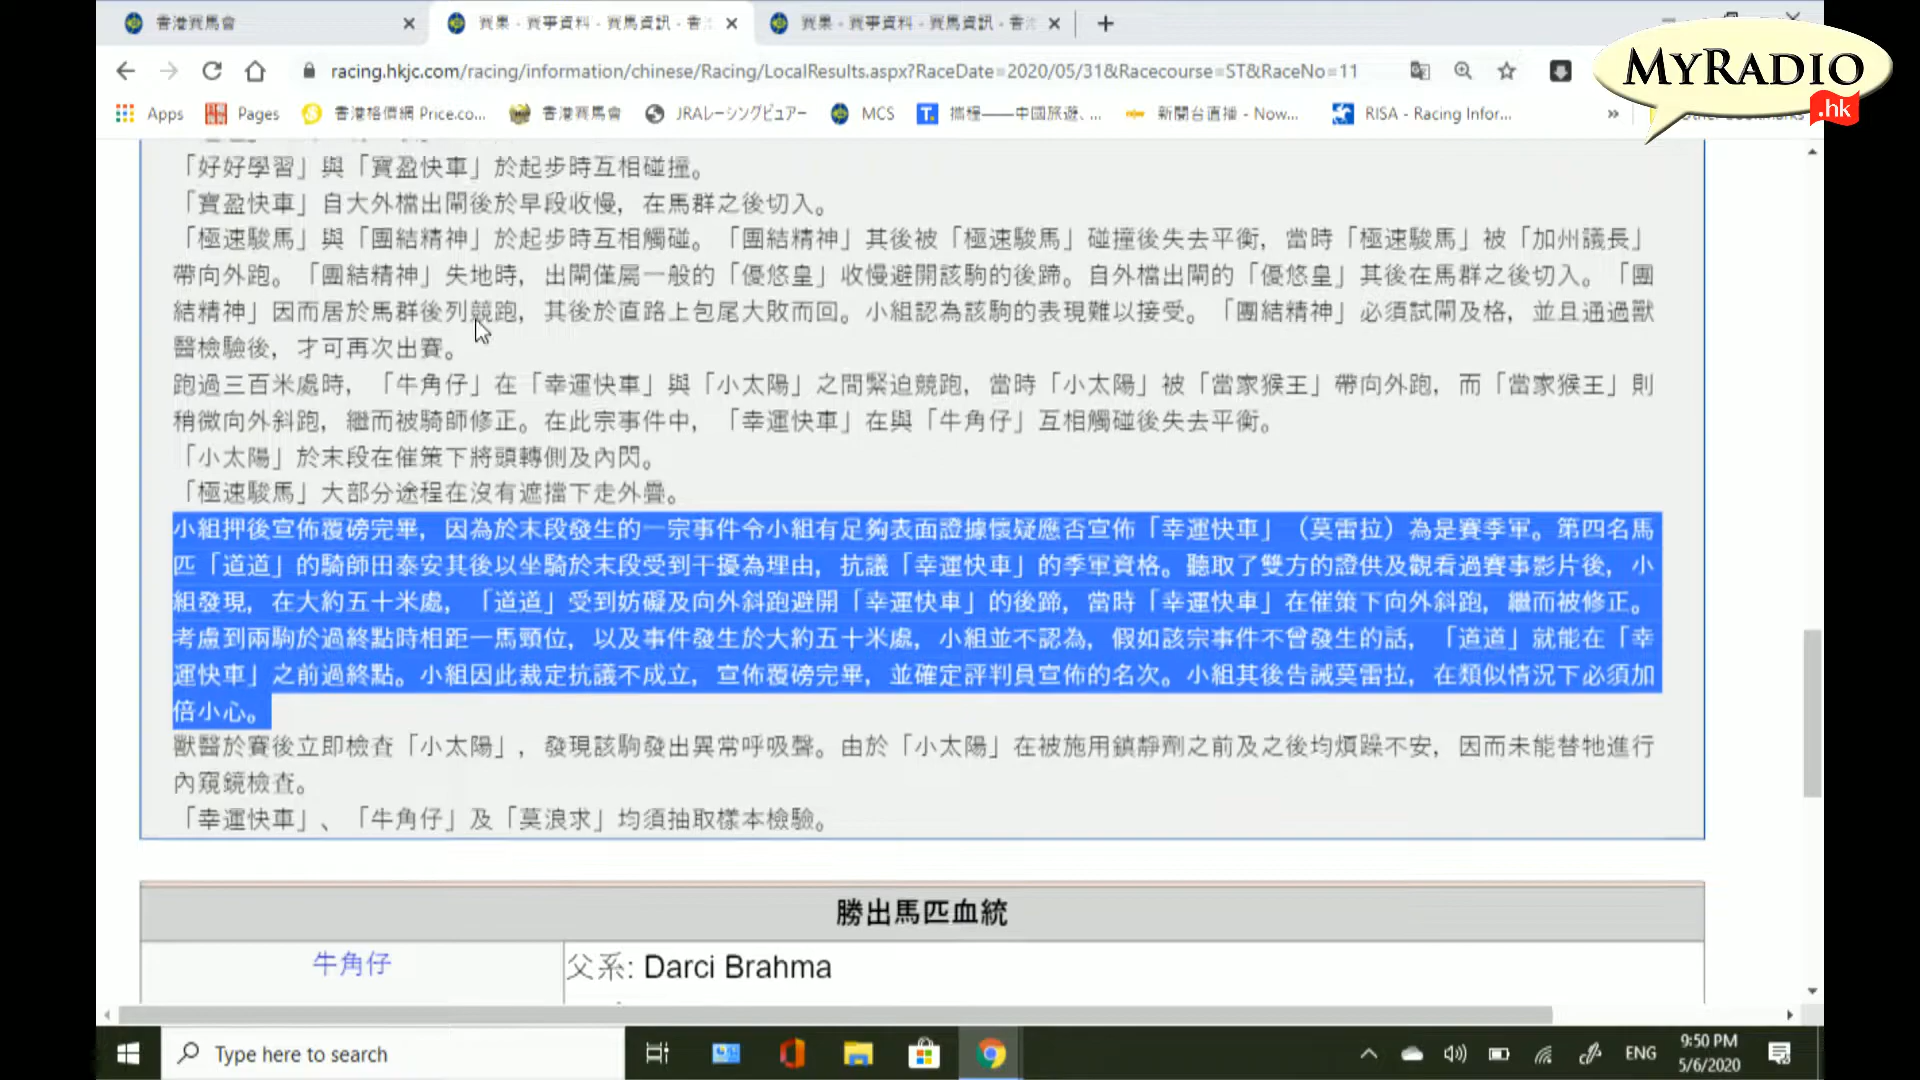 香港賽馬會
賽果 - 賽事資料 - 賽馬資訊 - 香
賽果 - 賽事資料 - 賽馬資訊 - 香
MYRADIO
.hk
racing.hkjc.com/racing/information/chinese/Racing/LocalResults.aspx?RaceDate=2020/05/31&Racecourse=ST&RaceNo=11
Apps Pages 香港格價網 Price.co... 香港賽馬會 JRAレーシングビュアー MCS 攜程——中國旅遊、... 新聞台直播 - Now... RISA - Racing Infor... »
「好好學習」與「寶盈快車」於起步時互相碰撞。
「寶盈快車」自大外檔出閘後於早段收慢，在馬群之後切入。
「極速駿馬」與「團結精神」於起步時互相觸碰。「團結精神」其後被「極速駿馬」碰撞後失去平衡，當時「極速駿馬」被「加州議長」
帶向外跑。「團結精神」失地時，出閘僅屬一般的「優悠皇」收慢避開該駒的後蹄。自外檔出閘的「優悠皇」其後在馬群之後切入。「團
結精神」因而居於馬群後列競跑，其後於直路上包尾大敗而回。小組認為該駒的表現難以接受。「團結精神」必須試閘及格，並且通過獸
醫檢驗後，才可再次出賽。
跑過三百米處時，「牛角仔」在「幸運快車」與「小太陽」之間緊迫競跑，當時「小太陽」被「當家猴王」帶向外跑，而「當家猴王」則
稍微向外斜跑，繼而被騎師修正。在此宗事件中，「幸運快車」在與「牛角仔」互相觸碰後失去平衡。
「小太陽」於末段在催策下將頭轉側及內閃。
「極速駿馬」大部分途程在沒有遮擋下走外疊。
小組押後宣佈覆磅完畢，因為於末段發生的一宗事件令小組有足夠表面證據懷疑應否宣佈「幸運快車」（莫雷拉）為是賽季軍。第四名馬
匹「道道」的騎師田泰安其後以坐騎於末段受到干擾為理由，抗議「幸運快車」的季軍資格。聽取了雙方的證供及觀看過賽事影片後，小
組發現，在大約五十米處，「道道」受到妨礙及向外斜跑避開「幸運快車」的後蹄，當時「幸運快車」在催策下向外斜跑，繼而被修正。
考慮到兩駒於過終點時相距一馬頸位，以及事件發生於大約五十米處，小組並不認為，假如該宗事件不曾發生的話，「道道」就能在「幸
運快車」之前過終點。小組因此裁定抗議不成立，宣佈覆磅完畢，並確定評判員宣佈的名次。小組其後告誡莫雷拉，在類似情況下必須加
倍小心。
獸醫於賽後立即檢查「小太陽」，發現該駒發出異常呼吸聲。由於「小太陽」在被施用鎮靜劑之前及之後均煩躁不安，因而未能替牠進行
內窺鏡檢查。
「幸運快車」、「牛角仔」及「莫浪求」均須抽取樣本檢驗。
勝出馬匹血統
牛角仔 父系: Darci Brahma
Type here to search
ENG
9:50 PM
5/6/2020